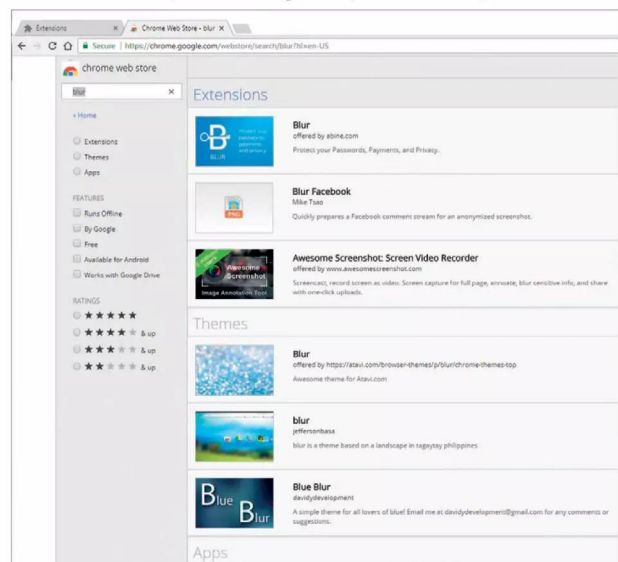 Extensions
Chrome Web Store - blur
Secure | https://chrome.google.com/webstore/search/blur?hl=en-US
chrome web store
blur
« Home
Extensions
Themes
Apps
FEATURES
Runs Offline
By Google
Free
Available for Android
Works with Google Drive
RATINGS
& up
& up
& up
Extensions
Blur
offered by abine.com
Protect your Passwords, Payments, and Privacy.
BLUR
Blur Facebook
Mike Tsao
Quickly prepares a Facebook comment stream for an anonymized screenshot.
PNG
Awesome Screenshot: Screen Video Recorder
offered by www.awesomescreenshot.com
Screencast, record screen as video. Screen capture for full page, annotate, blur sensitive info, and share
with one-click uploads.
Awesome
Screenshot
Image Annotation Tool
Themes
Blur
offered by https://atavi.com/browser-themes/p/blur/chrome-themes-top
Awesome theme for Atavi.com
blur
jeffersonbasa
blur is a theme based on a landscape in tagaytay philippines
Blue Blur
davidydevelopment
A simple theme for all lovers of blue! Email me at davidydevelopment@gmail.com for any comments or
suggestions.
Blue
Blur
Apps